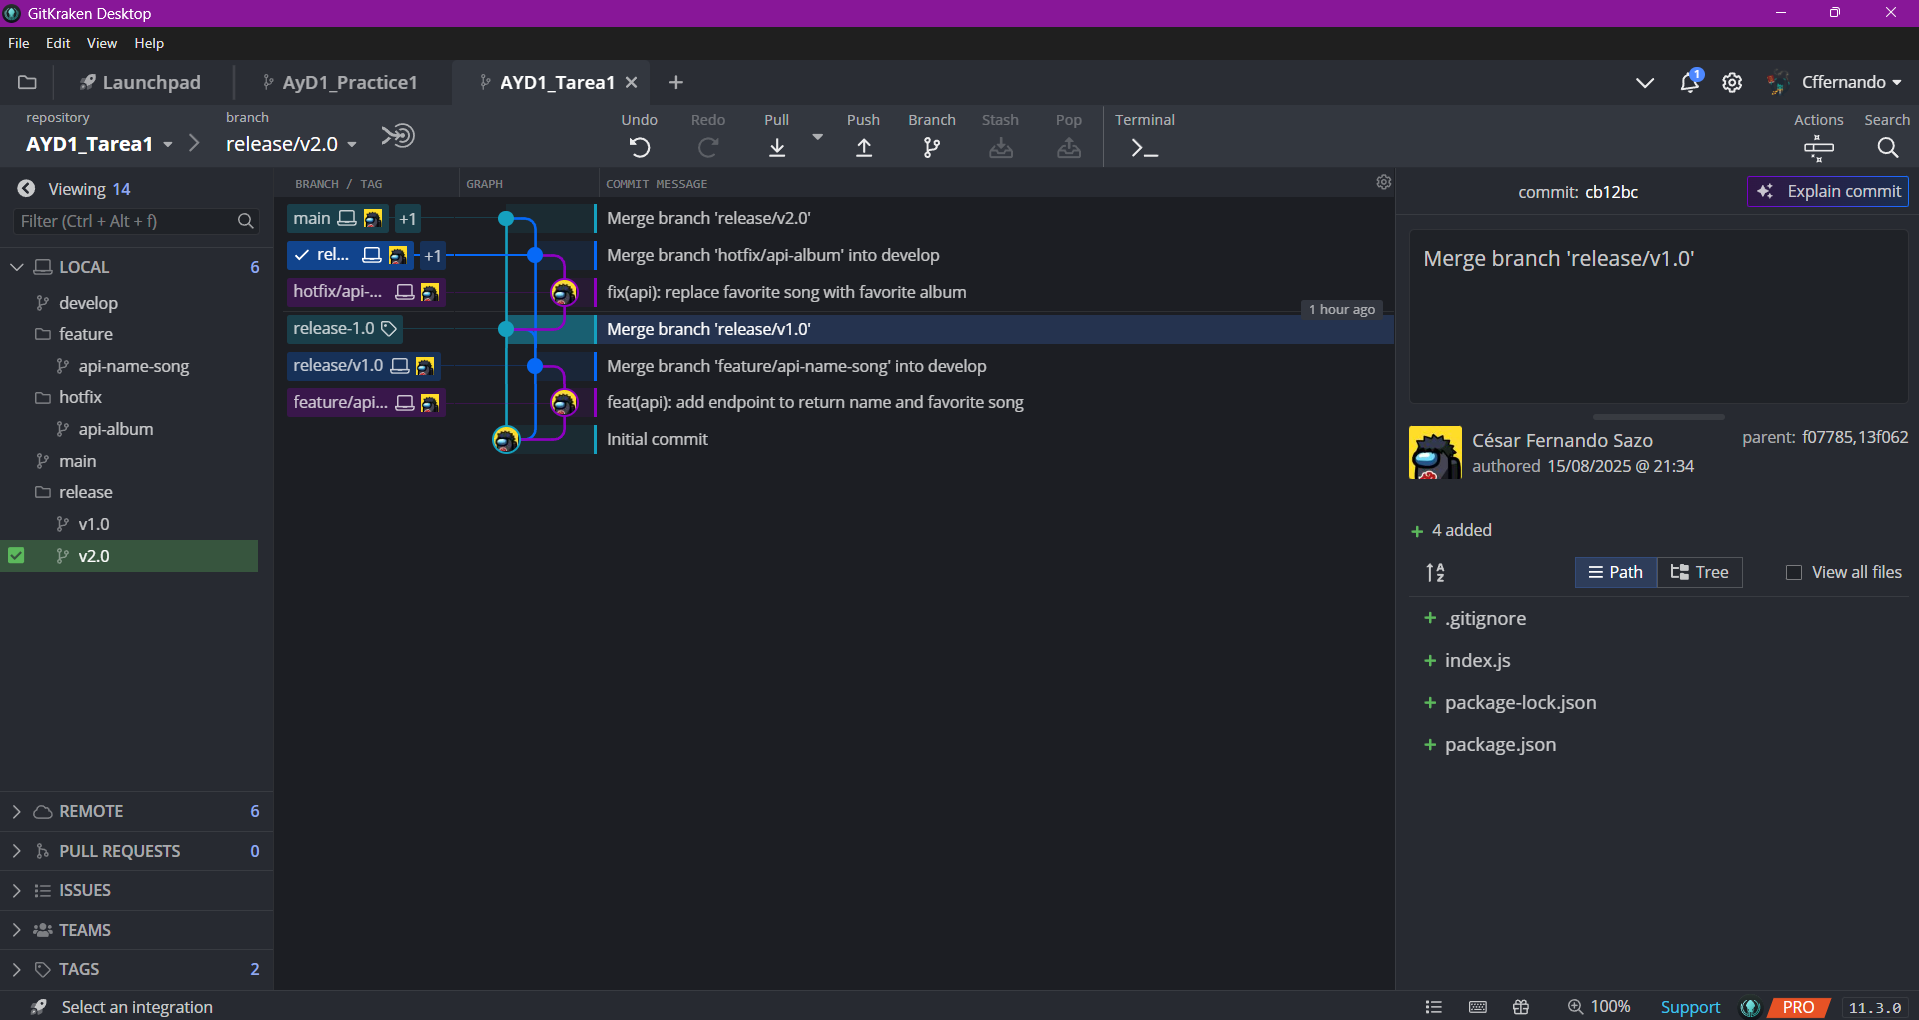 GitKraken Desktop
File Edit View Help
Launchpad AyD1_Practice1 AYD1_Tarea1 1 Cffernando
repository branch Undo Redo Pull Push Branch Stash Pop Terminal Actions Search
AYD1_Tarea1 release/v2.0
Viewing 14
Filter (Ctrl + Alt + f)
LOCAL 6
develop
feature
api-name-song
hotfix
api-album
main
release
v1.0
v2.0
REMOTE 6
PULL REQUESTS 0
ISSUES
TEAMS
TAGS 2
BRANCH / TAG GRAPH COMMIT MESSAGE
main +1 Merge branch 'release/v2.0'
rel... +1 Merge branch 'hotfix/api-album' into develop
hotfix/api-... fix(api): replace favorite song with favorite album
1 hour ago
release-1.0 Merge branch 'release/v1.0'
release/v1.0 Merge branch 'feature/api-name-song' into develop
feature/api... feat(api): add endpoint to return name and favorite song
Initial commit
commit: cb12bc Explain commit
Merge branch 'release/v1.0'
César Fernando Sazo parent: f07785,13f062
authored 15/08/2025 @ 21:34
+ 4 added
A Z Path Tree View all files
+ .gitignore
+ index.js
+ package-lock.json
+ package.json
Select an integration 100% Support PRO 11.3.0